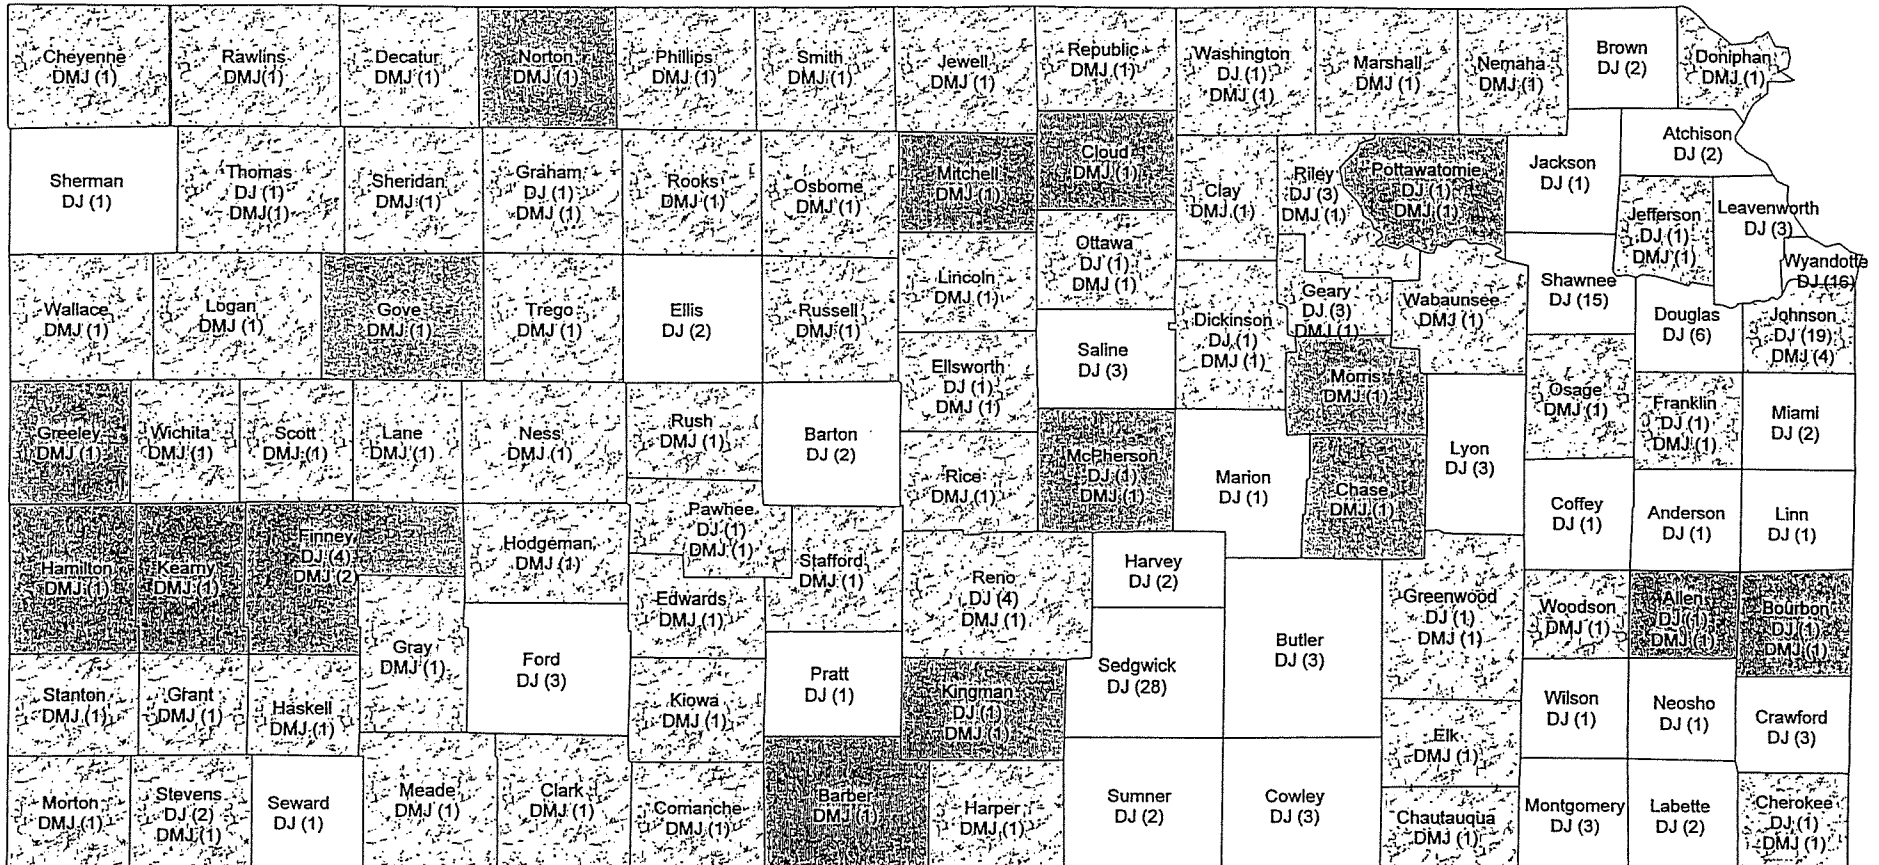 Cheyenne
DMJ (1)
Rawlins
DMJ(1)
Decatur
DMJ (1)
Norton
DMJ (1)
Phillips
DMJ (1)
Smith
DMJ (1)
Jewell
DMJ (1)
Republic
DMJ (1)
Washington
DJ (1)
DMJ (1)
Marshall
DMJ (1)
Nemaha
DMJ (1)
Brown
DJ (2)
Doniphan
DMJ (1)
Sherman
DJ (1)
Thomas
DJ (1)
DMJ(1)
Sheridan
DMJ (1)
Graham
DJ (1)
DMJ (1)
Rooks
DMJ (1)
Osborne
DMJ (1)
Mitchell
DMJ (1)
Cloud
DMJ (1)
Clay
DMJ (1)
Riley
DJ (3)
DMJ (1)
Pottawatomie
DJ (1)
DMJ (1)
Jackson
DJ (1)
Atchison
DJ (2)
Jefferson
DJ (1)
DMJ (1)
Leavenworth
DJ (3)
Wyandotte
DJ (16)
Wallace
DMJ (1)
Logan
DMJ (1)
Gove
DMJ (1)
Trego
DMJ (1)
Ellis
DJ (2)
Russell
DMJ (1)
Lincoln
DMJ (1)
Ottawa
DJ (1)
DMJ (1)
Dickinson
DJ (1)
DMJ (1)
Geary
DJ (3)
DMJ (1)
Wabaunsee
DMJ (1)
Shawnee
DJ (15)
Douglas
DJ (6)
Johnson
DJ (19)
DMJ (4)
Ellsworth
DJ (1)
DMJ (1)
Saline
DJ (3)
Morris
DMJ (1)
Osage
DMJ (1)
Franklin
DJ (1)
DMJ (1)
Miami
DJ (2)
Greeley
DMJ (1)
Wichita
DMJ (1)
Scott
DMJ (1)
Lane
DMJ (1)
Ness
DMJ (1)
Rush
DMJ (1)
Barton
DJ (2)
Rice
DMJ (1)
McPherson
DJ (1)
DMJ (1)
Marion
DJ (1)
Chase
DMJ (1)
Lyon
DJ (3)
Coffey
DJ (1)
Anderson
DJ (1)
Linn
DJ (1)
Hamilton
DMJ (1)
Kearny
DMJ (1)
Finney
DJ (4)
DMJ (2)
Hodgeman
DMJ (1)
Pawnee
DJ (1)
DMJ (1)
Stafford
DMJ (1)
Edwards
DMJ (1)
Reno
DJ (4)
DMJ (1)
Harvey
DJ (2)
Butler
DJ (3)
Greenwood
DJ (1)
DMJ (1)
Woodson
DMJ (1)
Allen
DJ (1)
DMJ (1)
Bourbon
DJ (1)
DMJ (1)
Gray
DMJ (1)
Ford
DJ (3)
Pratt
DJ (1)
Sedgwick
DJ (28)
Stanton
DMJ (1)
Grant
DMJ (1)
Haskell
DMJ (1)
Kiowa
DMJ (1)
Kingman
DJ (1)
DMJ (1)
Elk
DMJ (1)
Wilson
DJ (1)
Neosho
DJ (1)
Crawford
DJ (3)
Morton
DMJ (1)
Stevens
DJ (2)
DMJ (1)
Seward
DJ (1)
Meade
DMJ (1)
Clark
DMJ (1)
Comanche
DMJ (1)
Barber
DMJ (1)
Harper
DMJ (1)
Sumner
DJ (2)
Cowley
DJ (3)
Chautauqua
DMJ (1)
Montgomery
DJ (3)
Labette
DJ (2)
Cherokee
DJ (1)
DMJ (1)